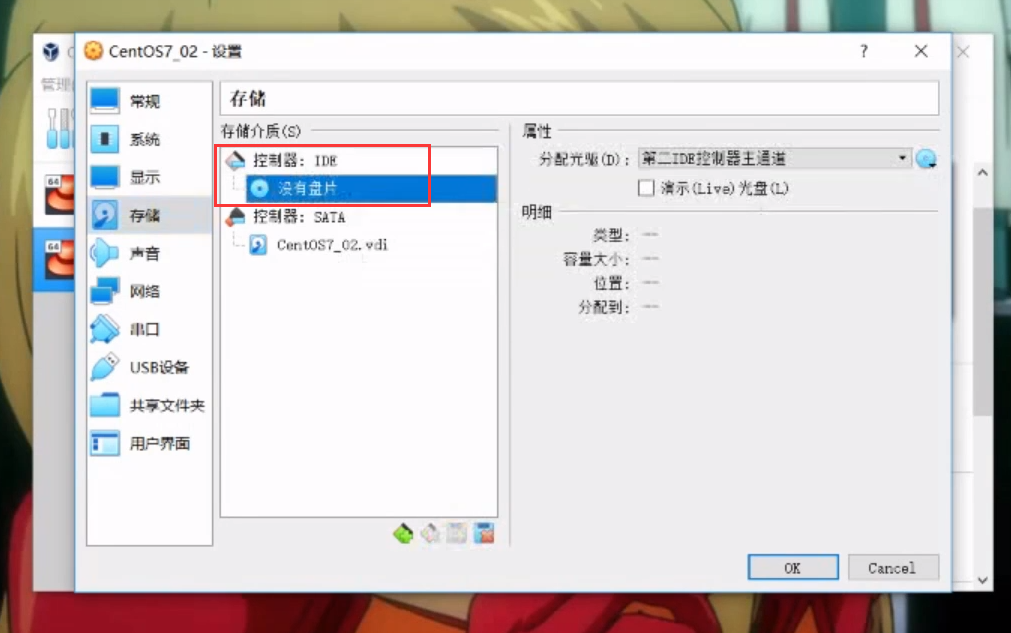 CentOS7_02 - 设置
?
管理
常规
系统
显示
存储
声音
网络
串口
USB设备
共享文件夹
用户界面
存储
存储介质(S)
控制器: IDE
没有盘片
控制器: SATA
CentOS7_02.vdi
属性
分配光驱(D): 第二IDE控制器主通道
演示(Live)光盘(L)
明细
类型: --
容量大小: --
位置: --
分配到: --
OK
Cancel
64
64